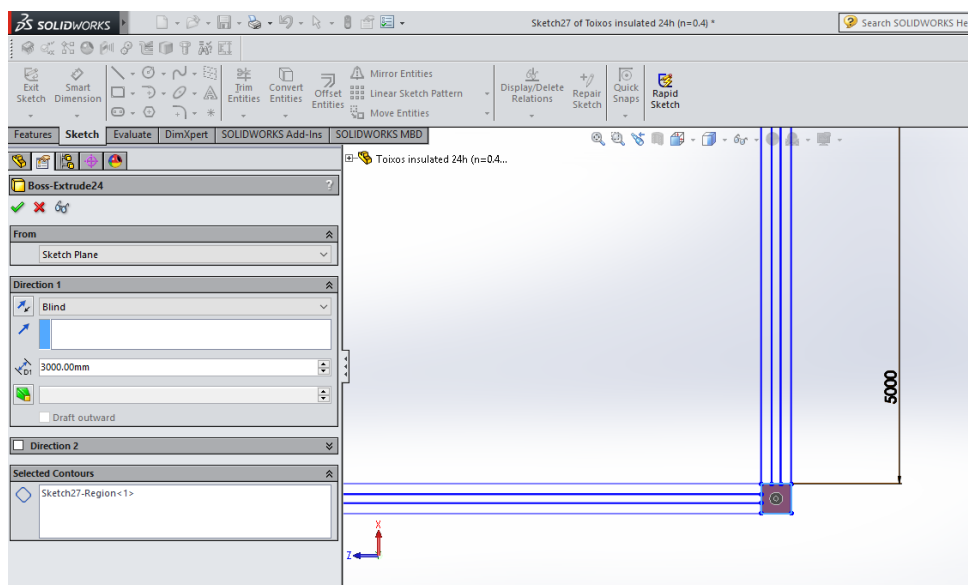 SOLIDWORKS
Sketch27 of Toixos insulated 24h (n=0.4) *
Search SOLIDWORKS He
Exit Sketch
Smart Dimension
Trim Entities
Convert Entities
Offset Entities
Mirror Entities
Linear Sketch Pattern
Move Entities
Display/Delete Relations
Repair Sketch
Quick Snaps
Rapid Sketch
Features Sketch Evaluate DimXpert SOLIDWORKS Add-Ins SOLIDWORKS MBD
Toixos insulated 24h (n=0.4...
Boss-Extrude24 ?
From
Sketch Plane
Direction 1
Blind
D1 3000.00mm
Draft outward
Direction 2
Selected Contours
Sketch27-Region<1>
5000
X
Z